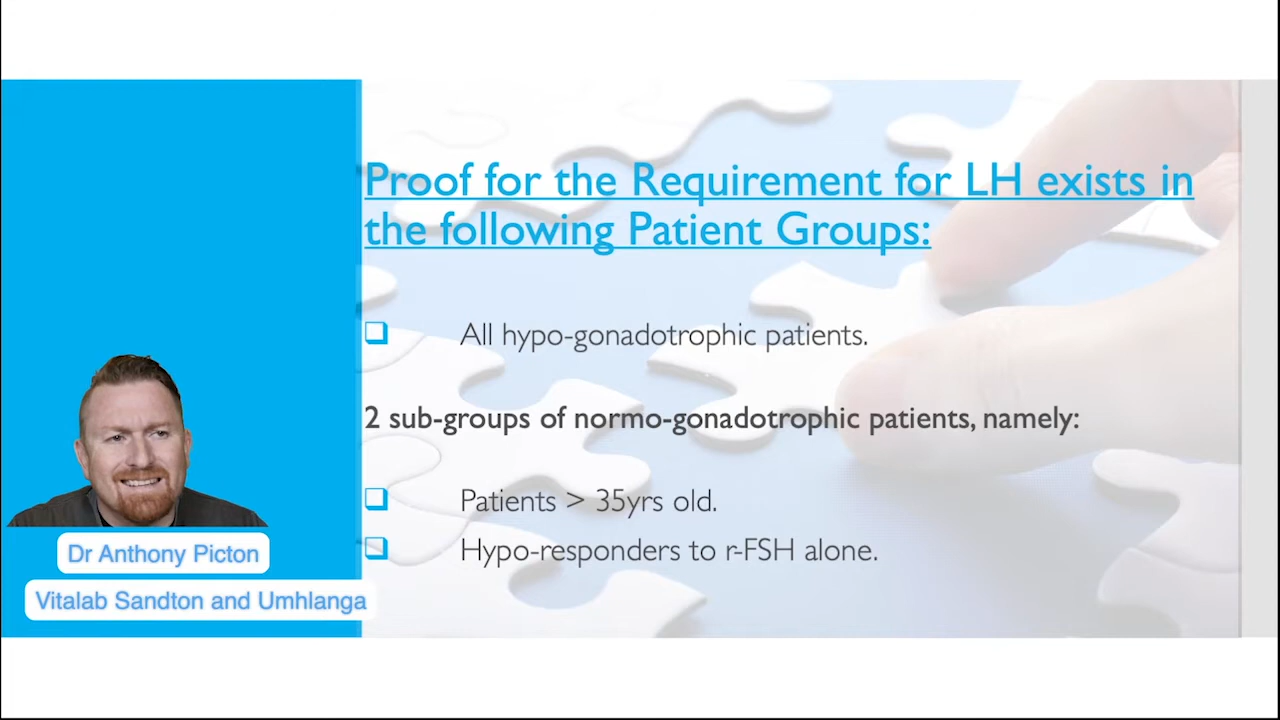 Proof for the Requirement for LH exists in
the following Patient Groups:
All hypo-gonadotrophic patients.
2 sub-groups of normo-gonadotrophic patients, namely:
Patients > 35yrs old.
Hypo-responders to r-FSH alone.
Dr Anthony Picton
Vitalab Sandton and Umhlanga